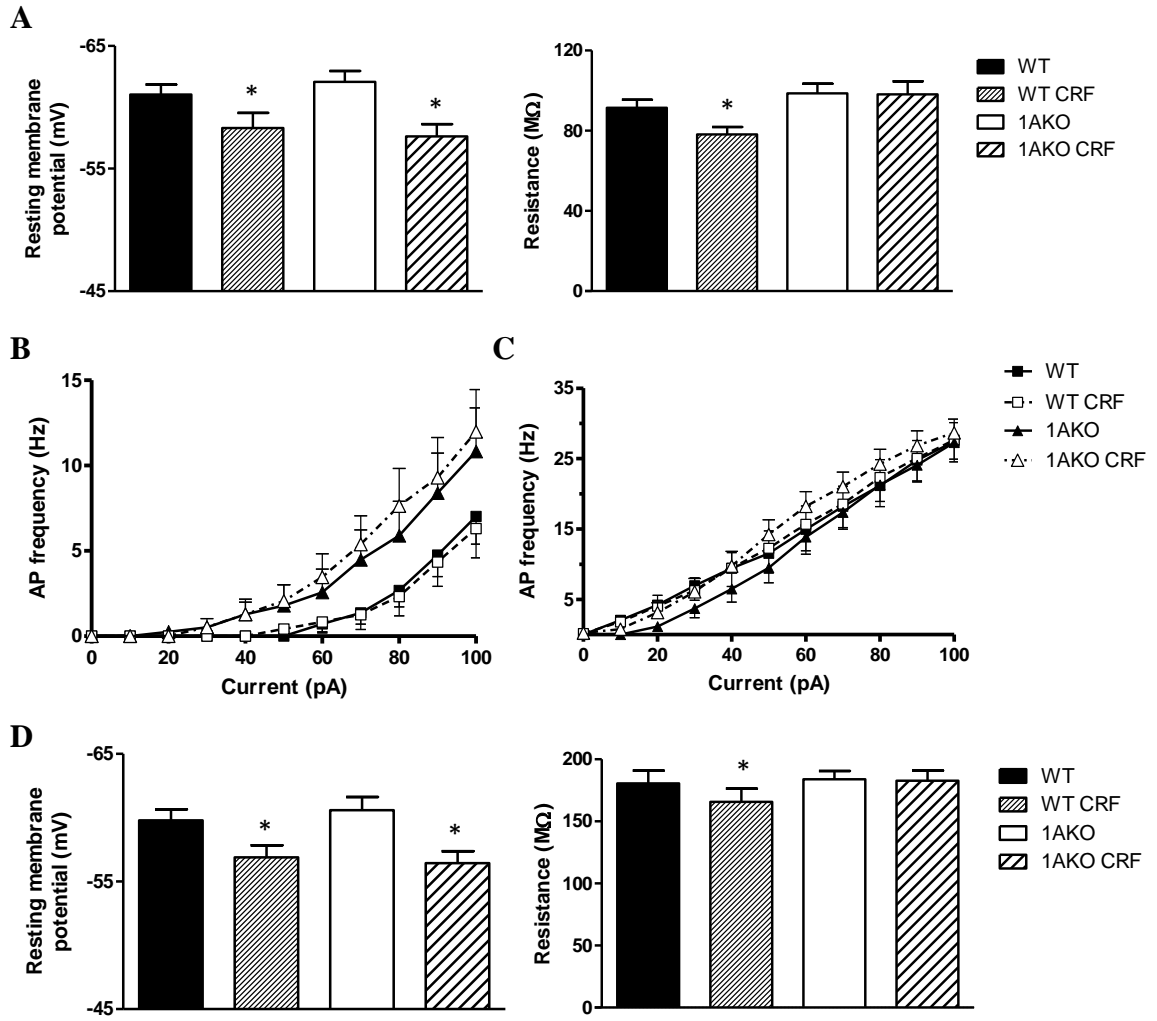 A
Resting membrane
potential (mV)
-65
-55
-45
*
*
Resistance (MΩ)
120
80
40
0
*
WT
WT CRF
1AKO
1AKO CRF
B
AP frequency (Hz)
15
10
5
0
0 20 40 60 80 100
Current (pA)
C
AP frequency (Hz)
35
25
15
5
0 20 40 60 80 100
Current (pA)
WT
WT CRF
1AKO
1AKO CRF
D
Resting membrane
potential (mV)
-65
-55
-45
*
*
Resistance (MΩ)
200
150
100
50
0
*
WT
WT CRF
1AKO
1AKO CRF